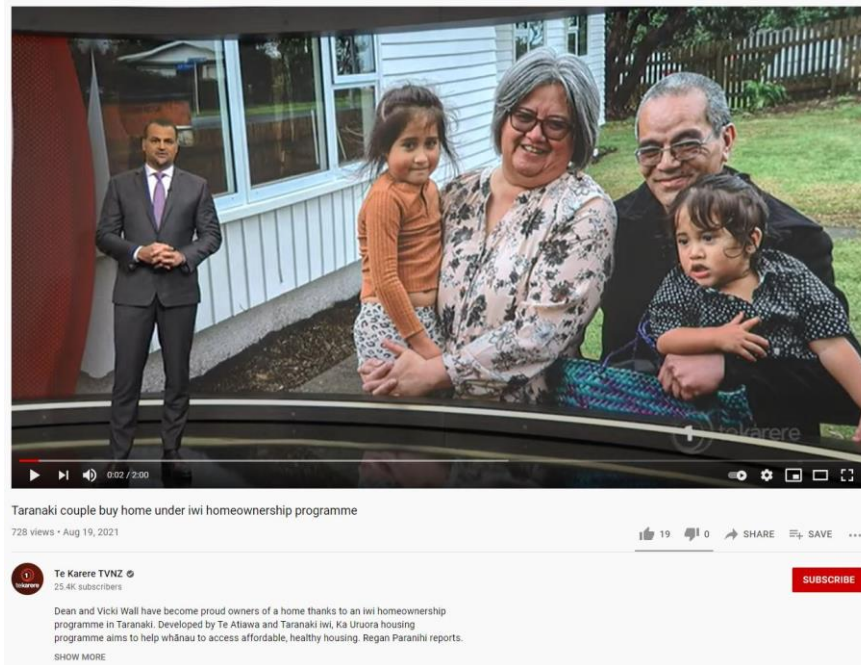 1 tekarere
0:02 / 2:00
Taranaki couple buy home under iwi homeownership programme
728 views • Aug 19, 2021
19 0 SHARE SAVE ...
1
tekarere
Te Karere TVNZ
25.4K subscribers
SUBSCRIBE
Dean and Vicki Wall have become proud owners of a home thanks to an iwi homeownership
programme in Taranaki. Developed by Te Atiawa and Taranaki iwi, Ka Uruora housing
programme aims to help whānau to access affordable, healthy housing. Regan Paranihi reports.
SHOW MORE